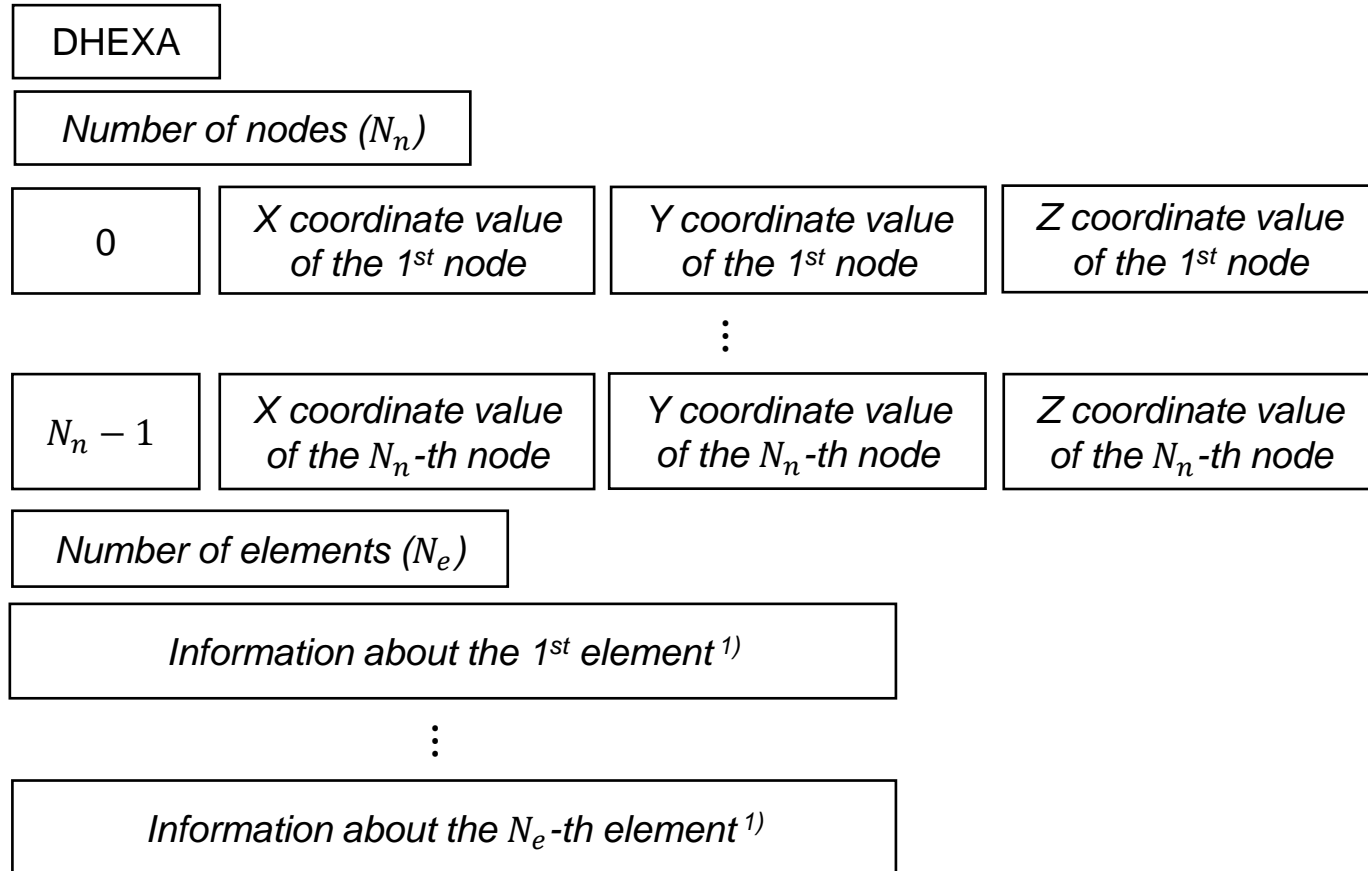 DHEXA
Number of nodes (Nₙ)
0
X coordinate value
of the 1st node
Y coordinate value
of the 1st node
Z coordinate value
of the 1st node
⋮
Nₙ − 1
X coordinate value
of the Nₙ-th node
Y coordinate value
of the Nₙ-th node
Z coordinate value
of the Nₙ-th node
Number of elements (Nₑ)
Information about the 1st element 1)
⋮
Information about the Nₑ-th element 1)